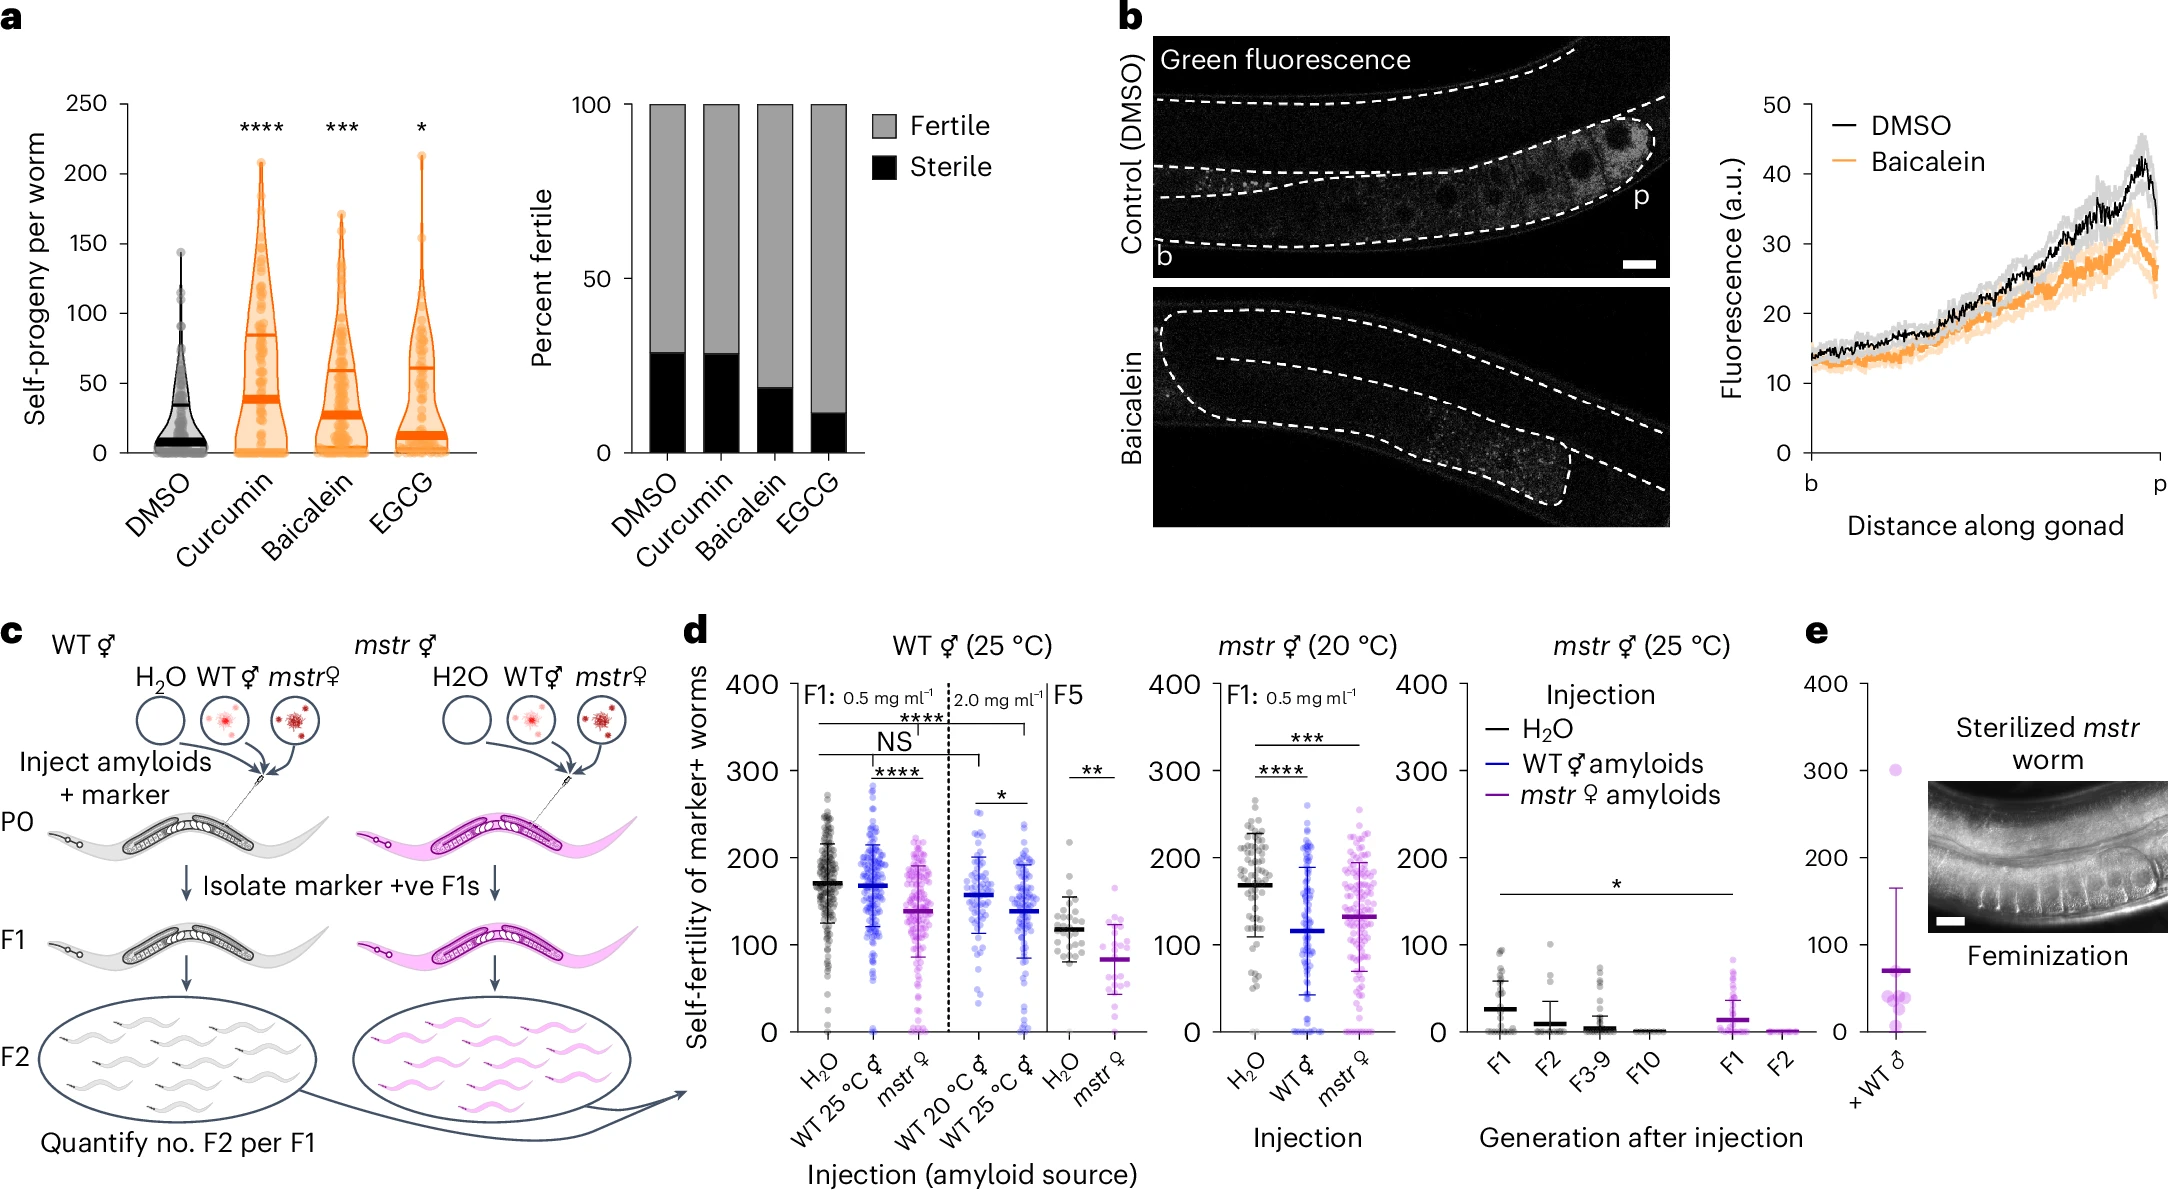 a
Self-progeny per worm
250
200
150
100
50
0
****
***
*
DMSO
Curcumin
Baicalein
EGCG
Percent fertile
100
50
0
Fertile
Sterile
DMSO
Curcumin
Baicalein
EGCG
b
Control (DMSO)
Green fluorescence
p
b
Baicalein
Fluorescence (a.u.)
50
40
30
20
10
0
DMSO
Baicalein
b
p
Distance along gonad
c
WT ⚥
mstr ⚥
H₂O
WT ⚥
mstr♀
H2O
WT⚥
mstr♀
Inject amyloids
+ marker
P0
Isolate marker +ve F1s
F1
F2
Quantify no. F2 per F1
d
Self-fertility of marker+ worms
WT ⚥ (25 °C)
400
300
200
100
0
F1: 0.5 mg ml⁻¹
2.0 mg ml⁻¹
F5
****
NS
****
*
**
H₂O
WT 25 °C ⚥
mstr ♀
WT 20 °C ⚥
WT 25 °C ⚥
H₂O
mstr ♀
Injection (amyloid source)
mstr ⚥ (20 °C)
400
300
200
100
0
F1: 0.5 mg ml⁻¹
***
****
H₂O
WT ⚥
mstr ♀
Injection
mstr ⚥ (25 °C)
400
300
200
100
0
Injection
H₂O
WT ⚥ amyloids
mstr ♀ amyloids
*
F1
F2
F3-9
F10
F1
F2
Generation after injection
e
400
300
200
100
0
× WT ♂
Sterilized mstr
worm
Feminization